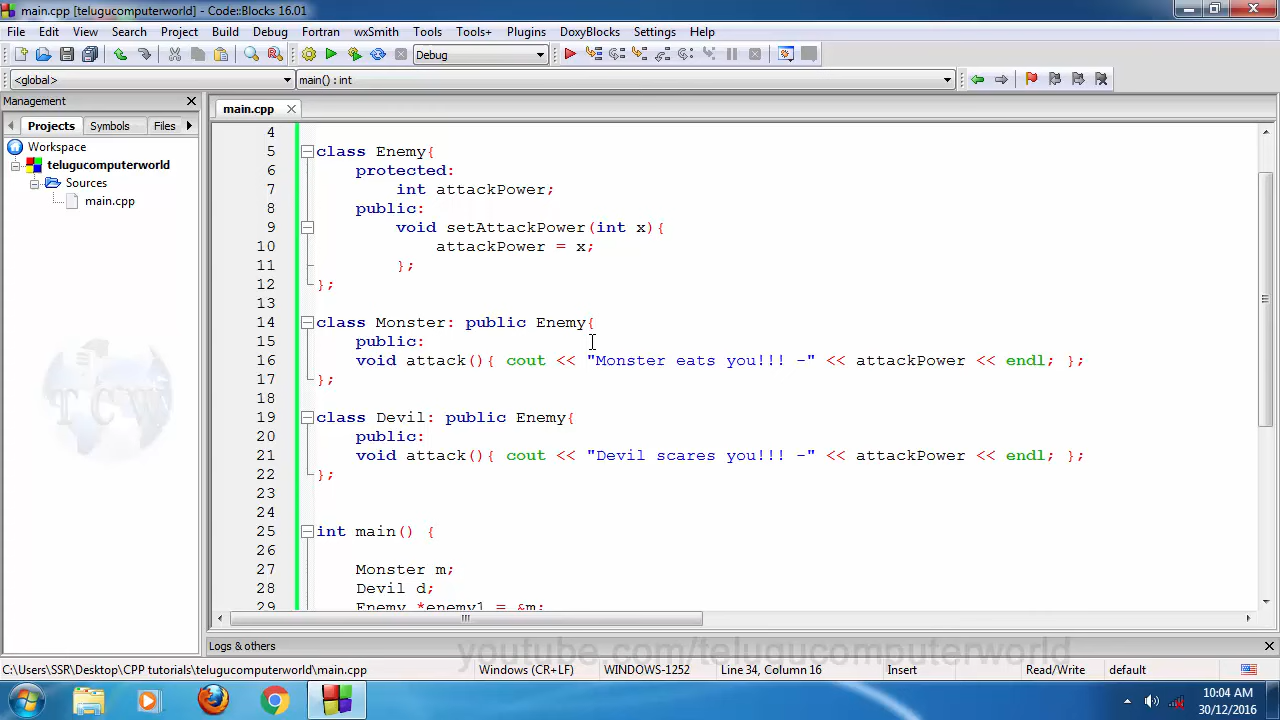 main.cpp [telugucomputerworld] - Code::Blocks 16.01
File Edit View Search Project Build Debug Fortran wxSmith Tools Tools+ Plugins DoxyBlocks Settings Help
Debug
<global>
main() : int
Management
main.cpp
Projects Symbols Files
Workspace
telugucomputerworld
Sources
main.cpp
TCW
4
5 class Enemy{
6 protected:
7 int attackPower;
8 public:
9 void setAttackPower(int x){
10 attackPower = x;
11 };
12 };
13
14 class Monster: public Enemy{
15 public:
16 void attack(){ cout << "Monster eats you!!! -" << attackPower << endl; };
17 };
18
19 class Devil: public Enemy{
20 public:
21 void attack(){ cout << "Devil scares you!!! -" << attackPower << endl; };
22 };
23
24
25 int main() {
26
27 Monster m;
28 Devil d;
29 Enemy *enemy1 = &m;
Logs & others
youtube.com/telugucomputerworld
C:\Users\SSR\Desktop\CPP tutorials\telugucomputerworld\main.cpp Windows (CR+LF) WINDOWS-1252 Line 34, Column 16 Insert Read/Write default
10:04 AM
30/12/2016